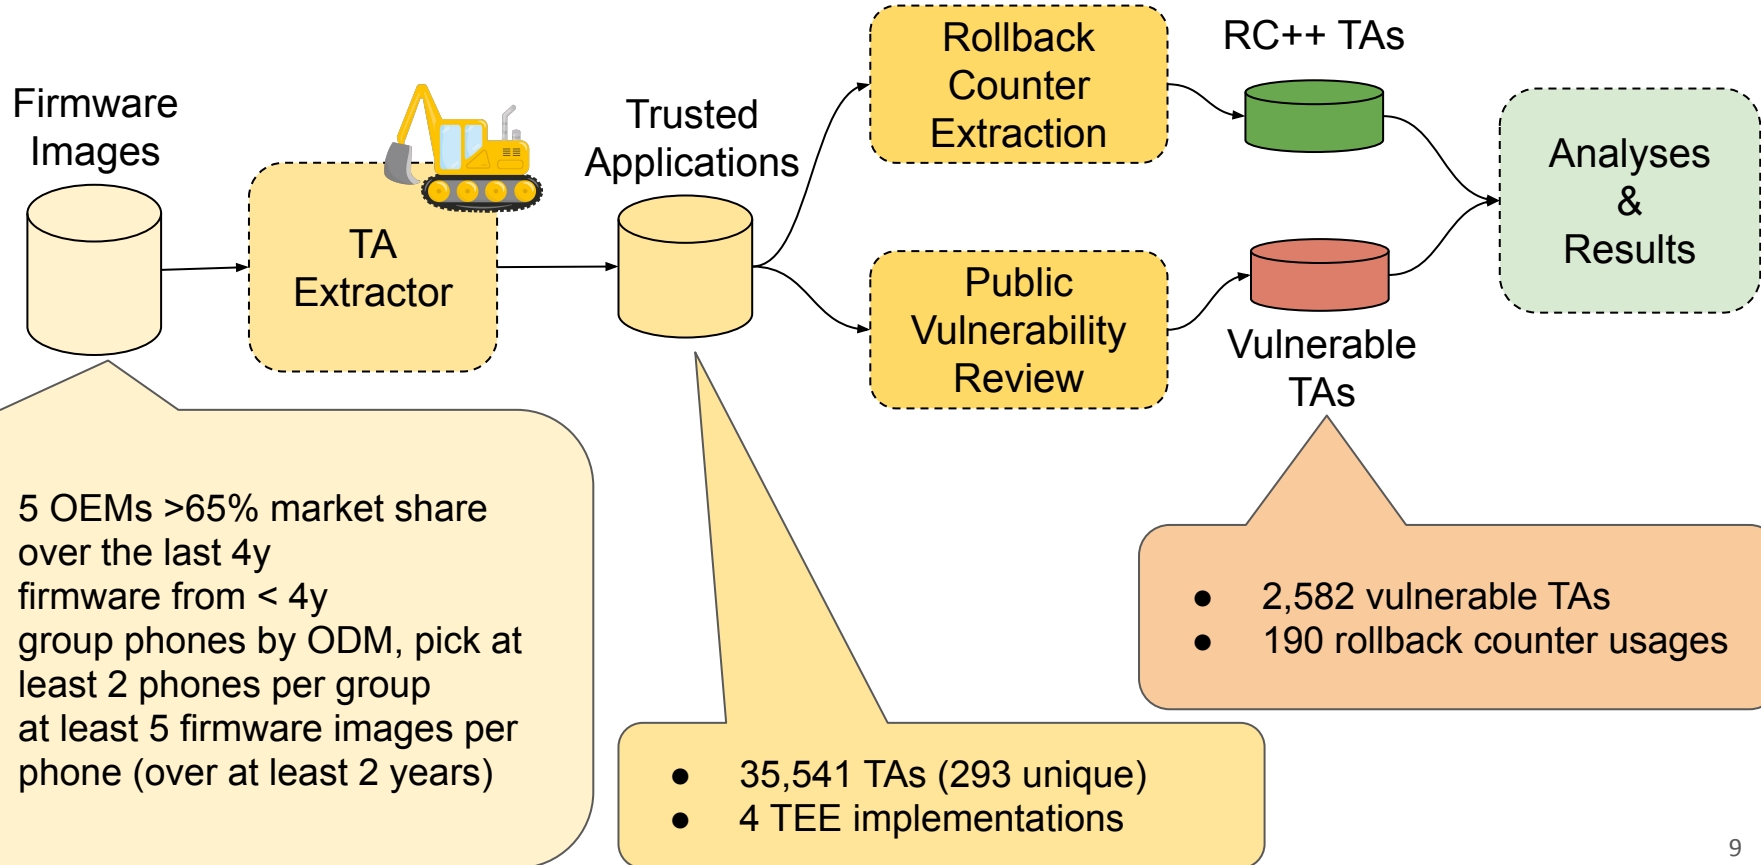 Firmware
Images
TA
Extractor
Trusted
Applications
Rollback
Counter
Extraction
RC++ TAs
Public
Vulnerability
Review
Vulnerable
TAs
Analyses
&
Results
5 OEMs >65% market share
over the last 4y
firmware from < 4y
group phones by ODM, pick at
least 2 phones per group
at least 5 firmware images per
phone (over at least 2 years)
● 35,541 TAs (293 unique)
● 4 TEE implementations
● 2,582 vulnerable TAs
● 190 rollback counter usages
9